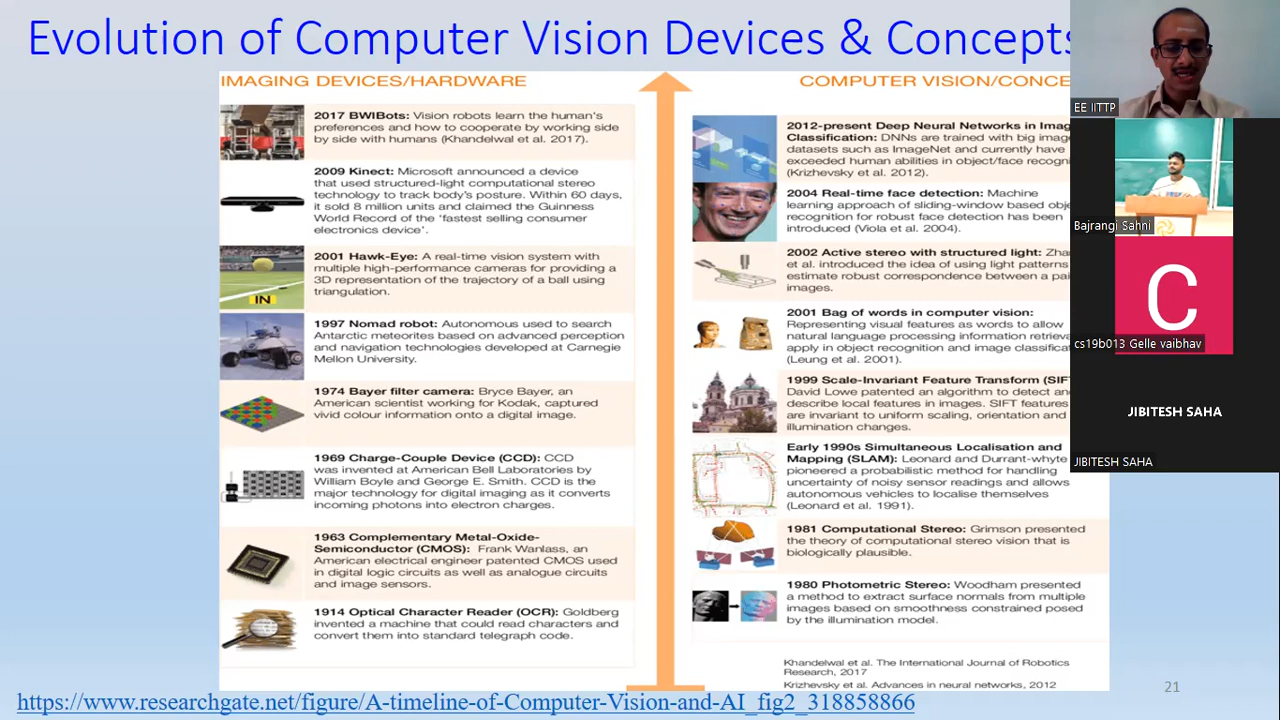 Evolution of Computer Vision Devices & Concepts
IMAGING DEVICES/HARDWARE
2017 BWIBots: Vision robots learn the human's
preferences and how to cooperate by working side
by side with humans (Khandelwal et al. 2017).
2009 Kinect: Microsoft announced a device
that used structured-light computational stereo
technology to track body's posture. Within 60 days,
it sold 8 million units and claimed the Guinness
World Record of the 'fastest selling consumer
electronics device'.
2001 Hawk-Eye: A real-time vision system with
multiple high-performance cameras for providing a
3D representation of the trajectory of a ball using
triangulation.
IN
1997 Nomad robot: Autonomous used to search
Antarctic meteorites based on advanced perception
and navigation technologies developed at Carnegie
Mellon University.
1974 Bayer filter camera: Bryce Bayer, an
American scientist working for Kodak, captured
vivid colour information onto a digital image.
1969 Charge-Couple Device (CCD): CCD
was invented at American Bell Laboratories by
William Boyle and George E. Smith. CCD is the
major technology for digital imaging as it converts
incoming photons into electron charges.
1963 Complementary Metal-Oxide-
Semiconductor (CMOS): Frank Wanlass, an
American electrical engineer patented CMOS used
in digital logic circuits as well as analogue circuits
and image sensors.
1914 Optical Character Reader (OCR): Goldberg
invented a machine that could read characters and
convert them into standard telegraph code.
COMPUTER VISION/CONCE
2012-present Deep Neural Networks in Imag
Classification: DNNs are trained with big imag
datasets such as ImageNet and currently have
exceeded human abilities in object/face recogni
(Krizhevsky et al. 2012).
2004 Real-time face detection: Machine
learning approach of sliding-window based obje
recognition for robust face detection has been
introduced (Viola et al. 2004).
2002 Active stereo with structured light: Zha
et al. introduced the idea of using light patterns
estimate robust correspondence between a pai
images.
2001 Bag of words in computer vision:
Representing visual features as words to allow
natural language processing information retrieva
apply in object recognition and image classificat
(Leung et al. 2001).
1999 Scale-Invariant Feature Transform (SIFT
David Lowe patented an algorithm to detect and
describe local features in images. SIFT features
are invariant to uniform scaling, orientation and
illumination changes.
Early 1990s Simultaneous Localisation and
Mapping (SLAM): Leonard and Durrant-whyte
pioneered a probabilistic method for handling
uncertainty of noisy sensor readings and allows
autonomous vehicles to localise themselves
(Leonard et al. 1991).
1981 Computational Stereo: Grimson presented
the theory of computational stereo vision that is
biologically plausible.
1980 Photometric Stereo: Woodham presented
a method to extract surface normals from multiple
images based on smoothness constrained posed
by the illumination model.
Khandelwal et al. The International Journal of Robotics
Research, 2017
Krizhevsky et al. Advances in neural networks, 2012
https://www.researchgate.net/figure/A-timeline-of-Computer-Vision-and-AI_fig2_318858866
21
EE IITTP
Bajrangi Sahni
C
cs19b013 Gelle vaibhav
JIBITESH SAHA
JIBITESH SAHA